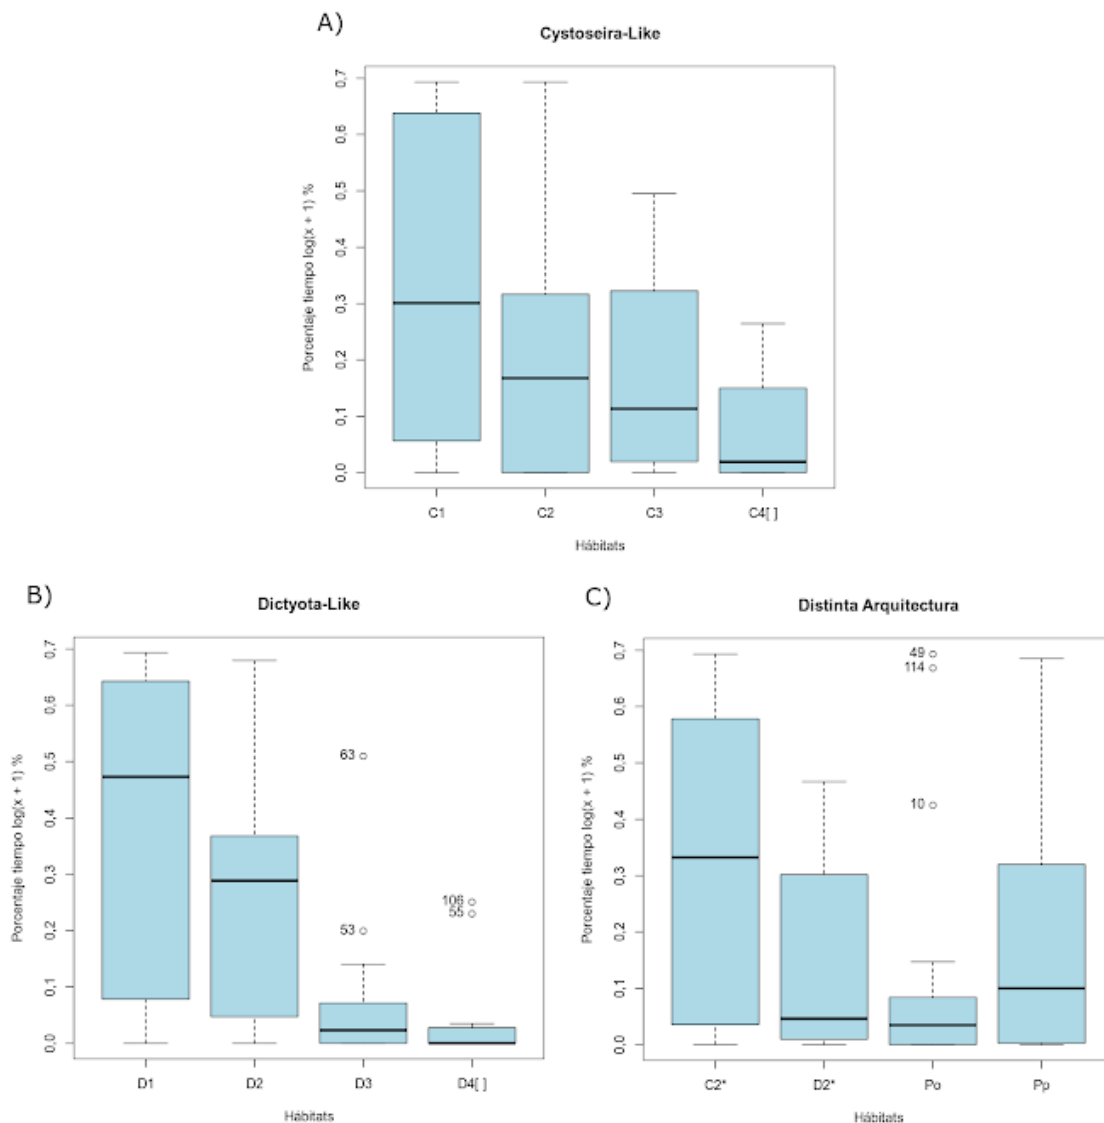 A)
Cystoseira-Like
Porcentaje tiempo log(x + 1) %
0,7
0,6
0,5
0,4
0,3
0,2
0,1
0,0
C1 C2 C3 C4[ ]
Hábitats
B)
Dictyota-Like
Porcentaje tiempo log(x + 1) %
0,7
0,6
0,5
0,4
0,3
0,2
0,1
0,0
63
53
106
55
D1 D2 D3 D4[ ]
Hábitats
C)
Distinta Arquitectura
Porcentaje tiempo log(x + 1) %
0,7
0,6
0,5
0,4
0,3
0,2
0,1
0,0
49
114
10
C2* D2* Po Pp
Hábitats